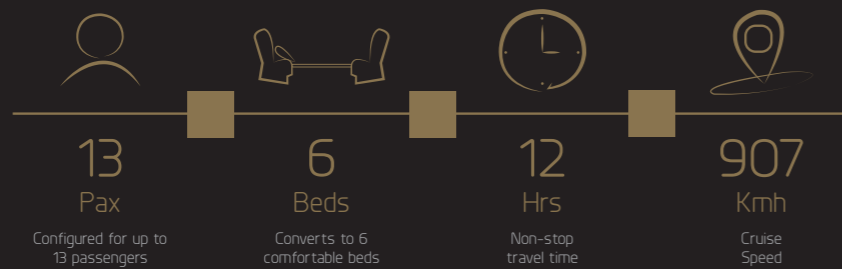 13
Pax
Configured for up to
13 passengers
6
Beds
Converts to 6
comfortable beds
12
Hrs
Non-stop
travel time
907
Kmh
Cruise
Speed